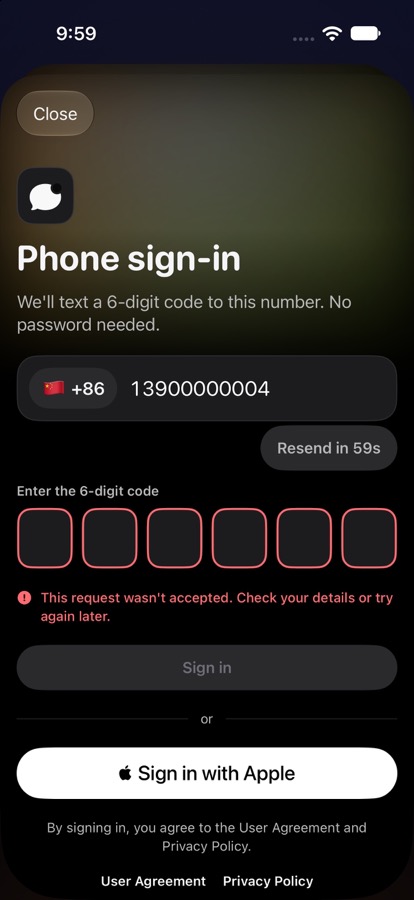 9:59
Close
Phone sign-in
We'll text a 6-digit code to this number. No
password needed.
+86 13900000004
Resend in 59s
Enter the 6-digit code
This request wasn't accepted. Check your details or try
again later.
Sign in
or
Sign in with Apple
By signing in, you agree to the User Agreement and
Privacy Policy.
User Agreement Privacy Policy